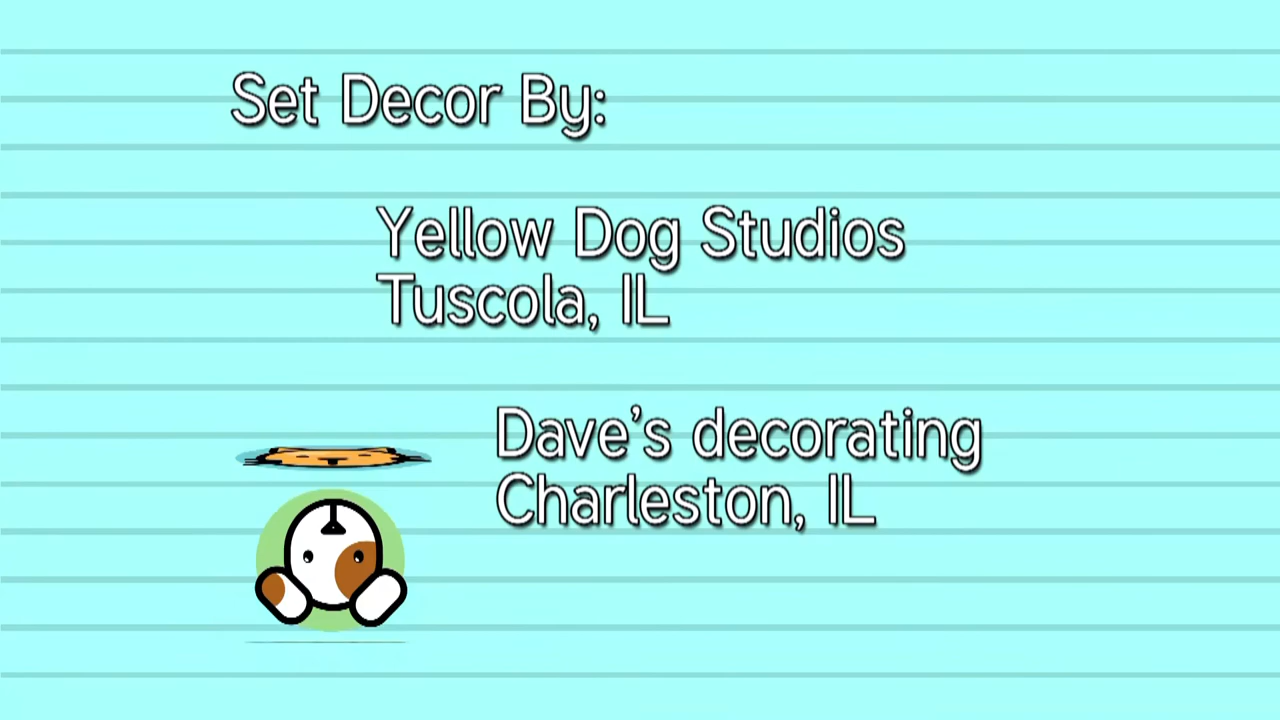 Set Decor By:
Yellow Dog Studios
Tuscola, IL
Dave's decorating
Charleston, IL